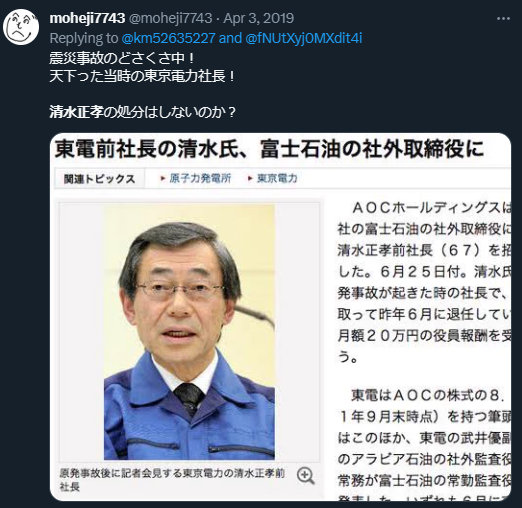 moheji7743 @moheji7743 · Apr 3, 2019
Replying to @km52635227 and @fNUtXyj0MXdit4i
震災事故のどさくさ中！
天下った当時の東京電力社長！
清水正孝の処分はしないのか？
東電前社長の清水氏、富士石油の社外取締役に
関連トピックス
原子力発電所
東京電力
ＡＯＣホールディングスは
社の富士石油の社外取締役に
清水正孝前社長（６７）を招
した。６月２５日付。清水氏
発事故が起きた時の社長で、
取って昨年６月に退任してい
月額２０万円の役員報酬を受
う。
東電はＡＯＣの株式の８．
１年９月末時点）を持つ筆頭
はこのほか、東電の武井優副
のアラビア石油の社外監査役
常務が富士石油の常勤監査役
発表した。いずれも６月に
原発事故後に記者会見する東京電力の清水正孝前
社長